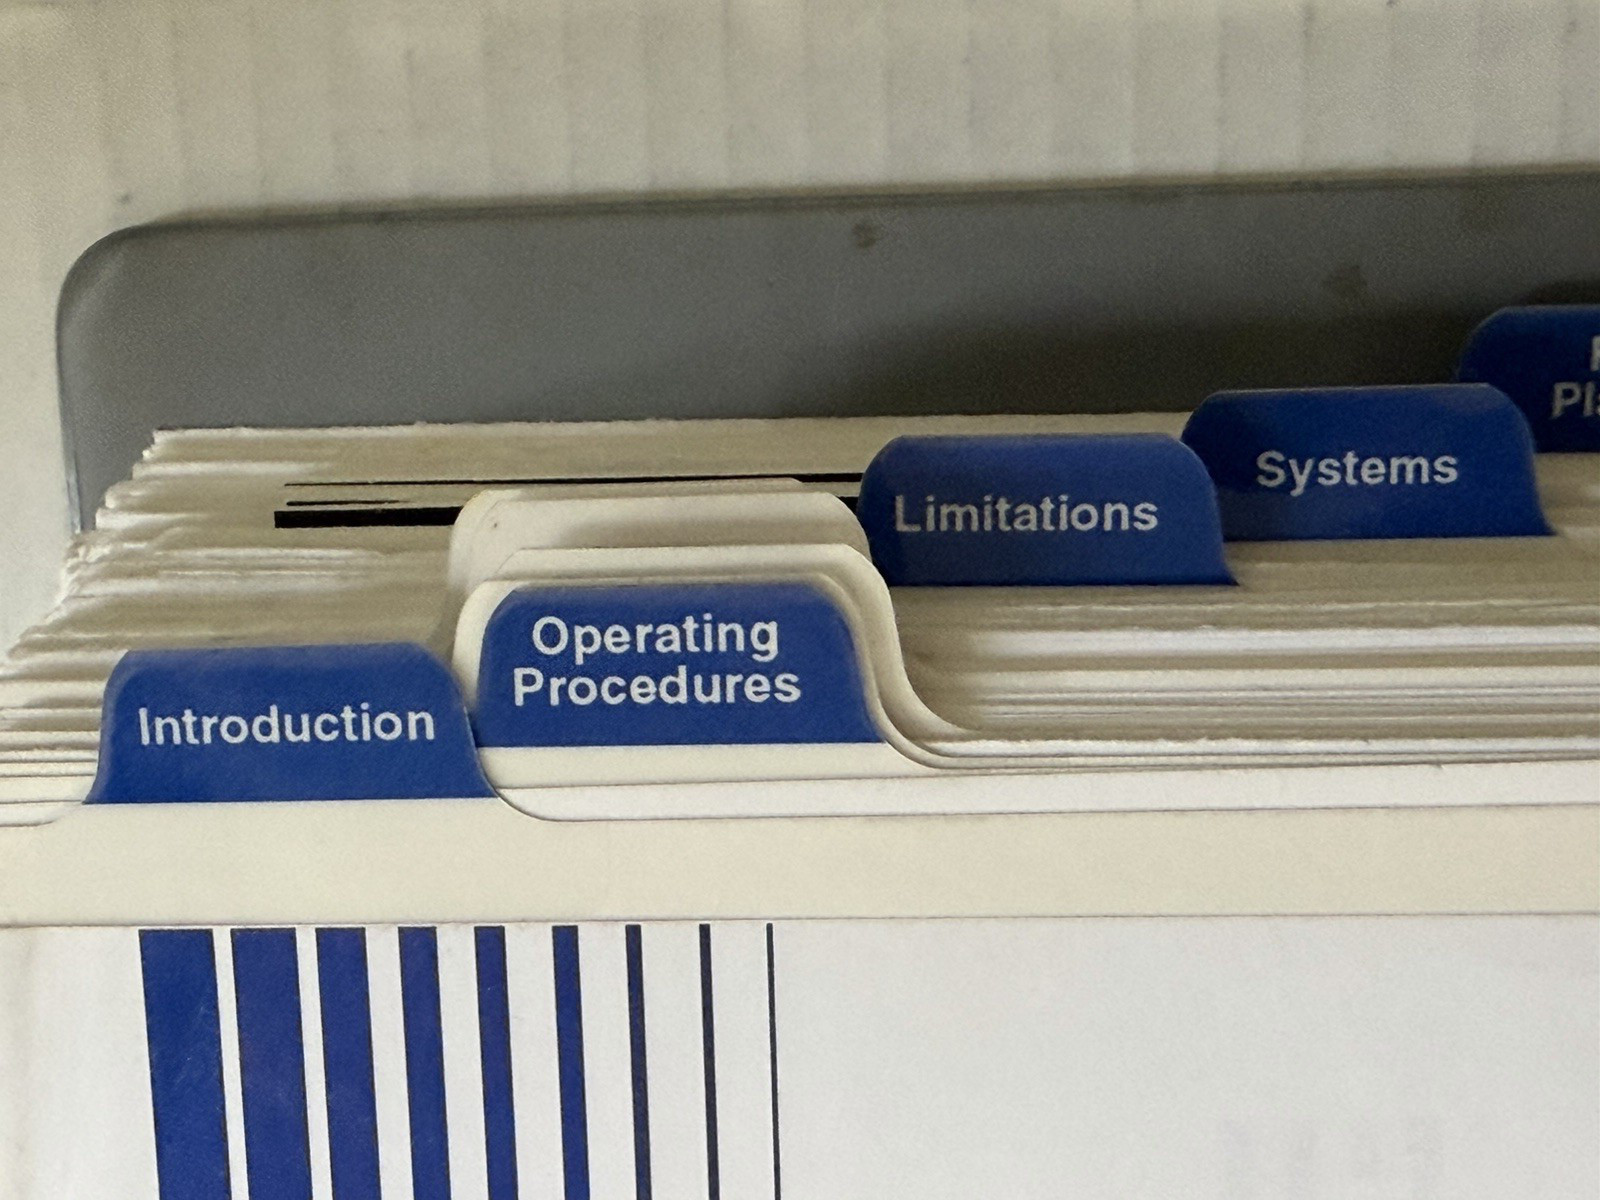 Introduction
Operating
Procedures
Limitations
Systems